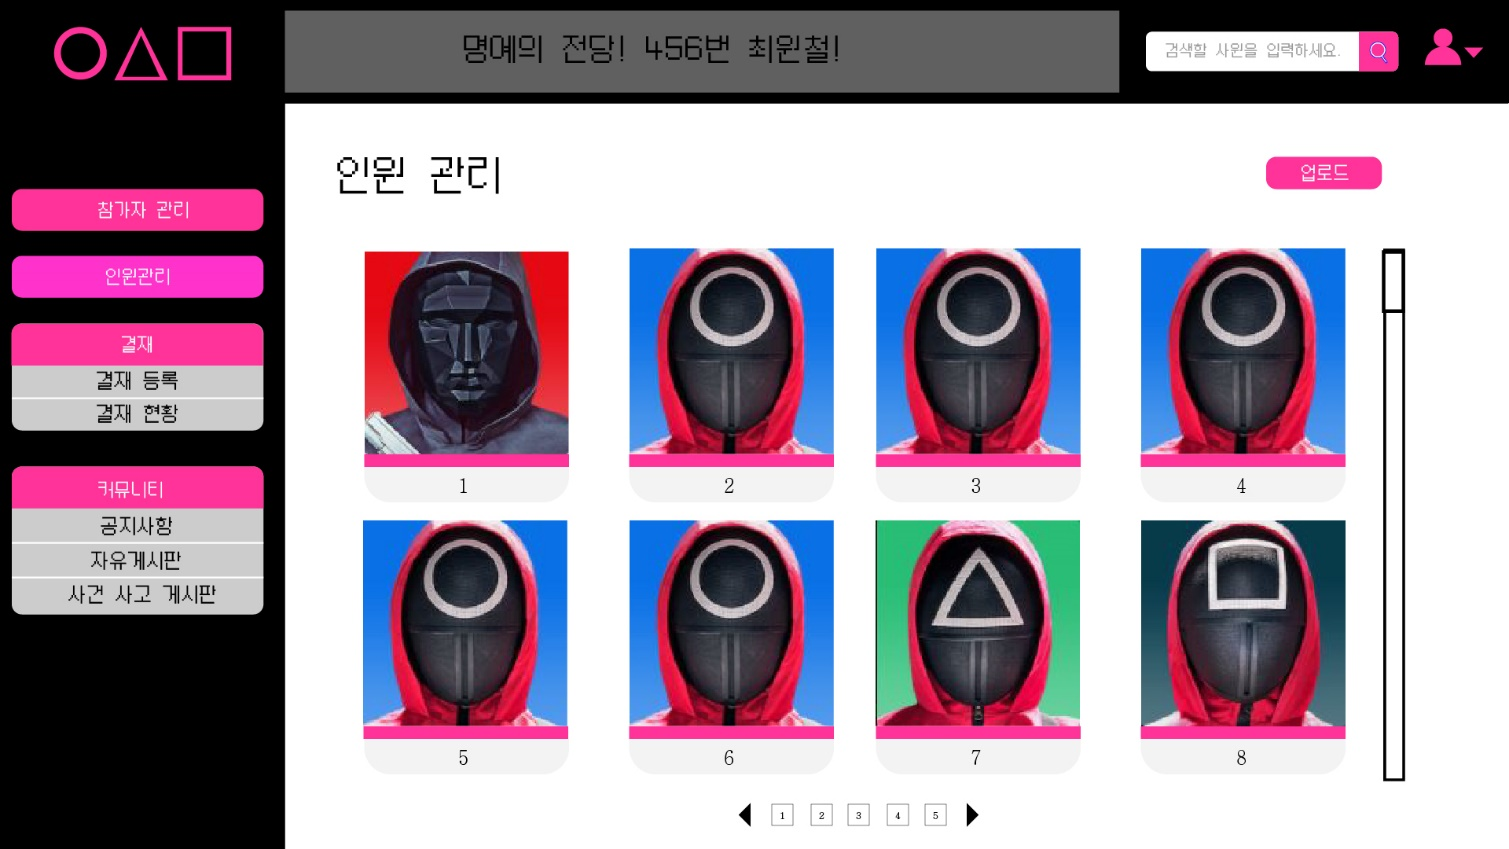 명예의 전당! 456번 최원철!
검색할 사원을 입력하세요.
인원 관리
업로드
참가자 관리
인원관리
결재
결재 등록
결재 현황
커뮤니티
공지사항
자유게시판
사건 사고 게시판
1
2
3
4
5
6
7
8
1 2 3 4 5